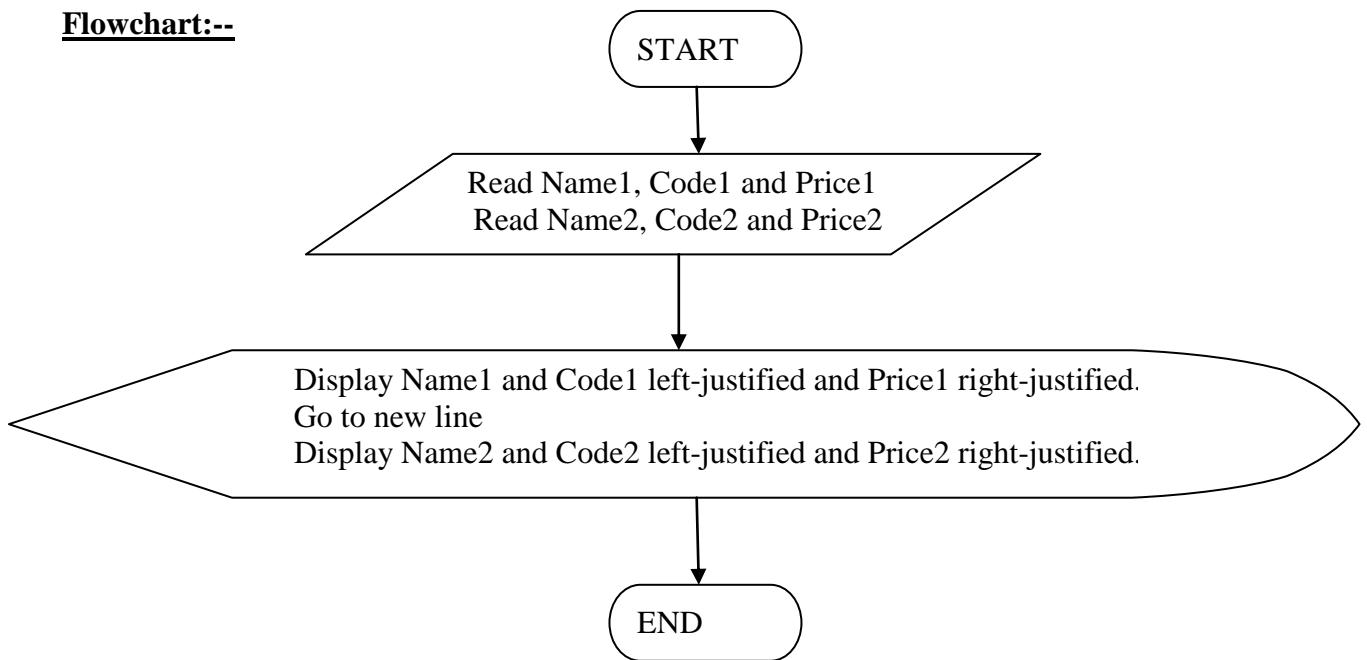 Flowchart:--
START
Read Name1, Code1 and Price1
Read Name2, Code2 and Price2
Display Name1 and Code1 left-justified and Price1 right-justified.
Go to new line
Display Name2 and Code2 left-justified and Price2 right-justified.
END